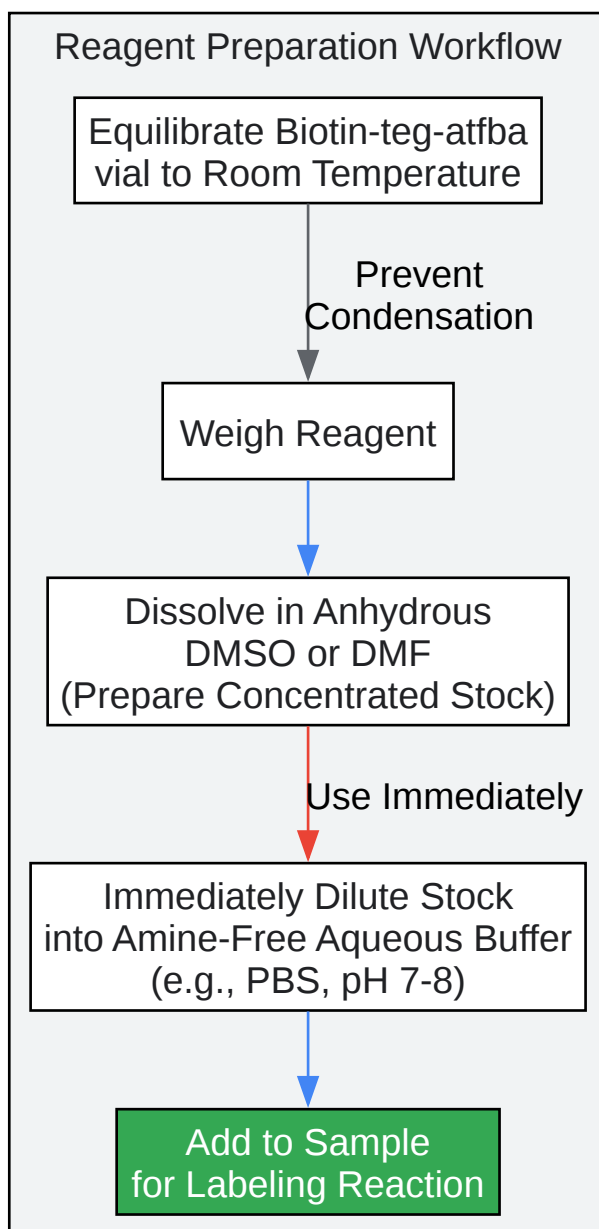 Reagent Preparation Workflow
Equilibrate Biotin-teg-atfba
vial to Room Temperature
Prevent
Condensation
Weigh Reagent
Dissolve in Anhydrous
DMSO or DMF
(Prepare Concentrated Stock)
Use Immediately
Immediately Dilute Stock
into Amine-Free Aqueous Buffer
(e.g., PBS, pH 7-8)
Add to Sample
for Labeling Reaction